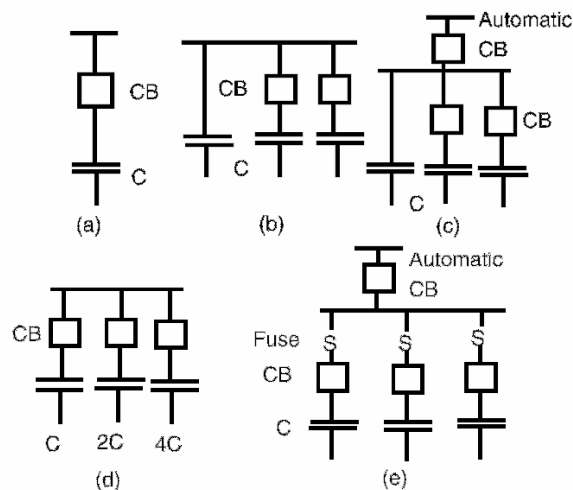 Automatic
CB
CB
CB
CB
C
C
C
(a)
(b)
(c)
Automatic
CB
CB
Fuse
S S S
CB
C
C 2C 4C
(d)
(e)